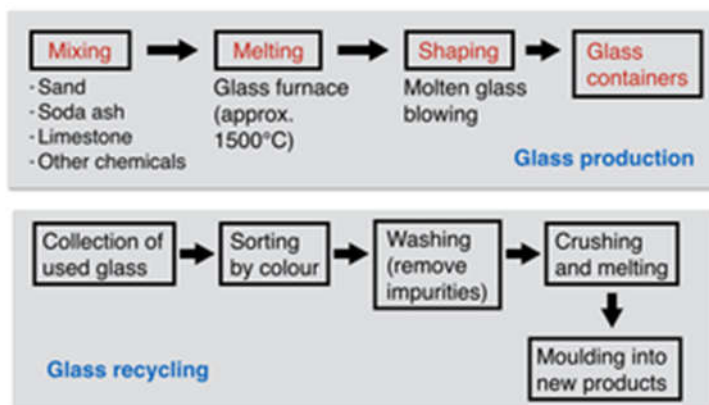 Mixing
- Sand
- Soda ash
- Limestone
- Other chemicals
Melting
Glass furnace
(approx.
1500°C)
Shaping
Molten glass
blowing
Glass
containers
Glass production
Collection of
used glass
Sorting
by colour
Washing
(remove
impurities)
Crushing
and melting
Moulding into
new products
Glass recycling